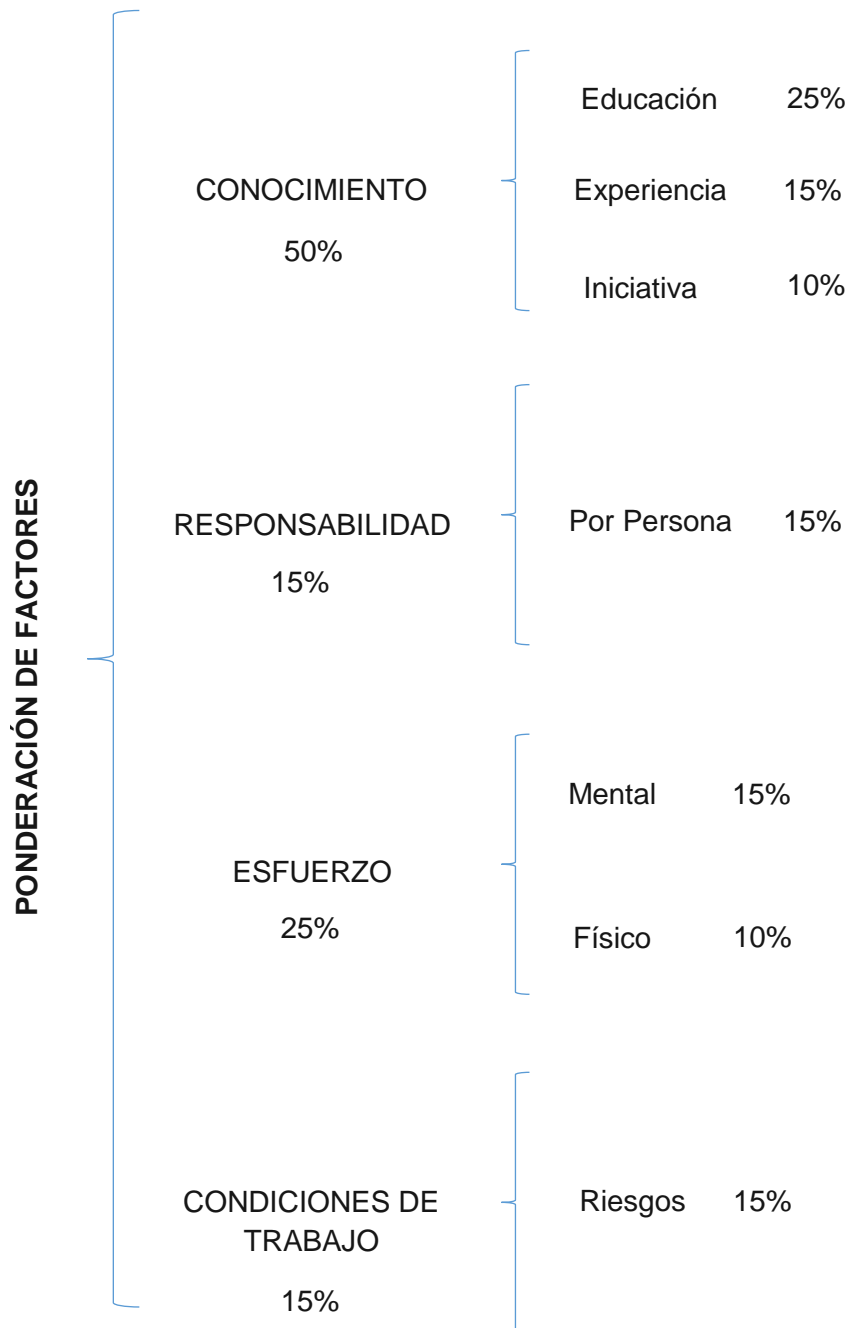 PONDERACIÓN DE FACTORES
CONOCIMIENTO
50%
Educación 25%
Experiencia 15%
Iniciativa 10%
RESPONSABILIDAD
15%
Por Persona 15%
ESFUERZO
25%
Mental 15%
Físico 10%
CONDICIONES DE
TRABAJO
15%
Riesgos 15%